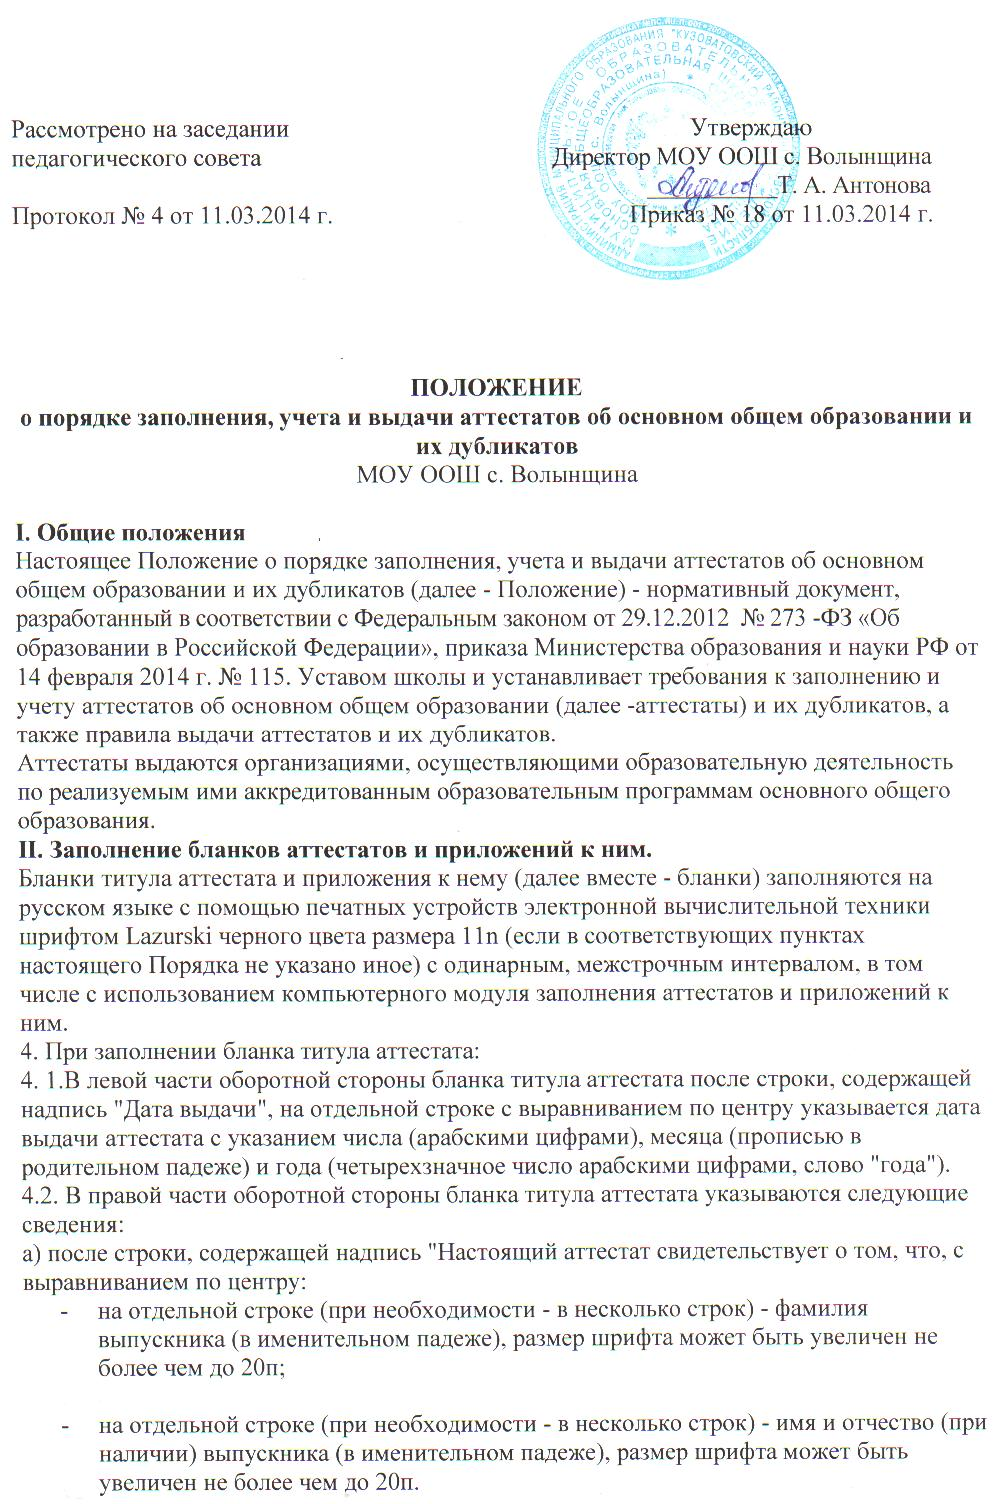 Рассмотрено на заседании
педагогического совета
Протокол № 4 от 11.03.2014 г.
Утверждаю
Директор МОУ ООШ с. Волынщина
Т. А. Антонова
Приказ № 18 от 11.03.2014 г.
ПОЛОЖЕНИЕ
о порядке заполнения, учета и выдачи аттестатов об основном общем образовании и
их дубликатов
МОУ ООШ с. Волынщина
I. Общие положения
Настоящее Положение о порядке заполнения, учета и выдачи аттестатов об основном
общем образовании и их дубликатов (далее - Положение) - нормативный документ,
разработанный в соответствии с Федеральным законом от 29.12.2012 № 273 -ФЗ «Об
образовании в Российской Федерации», приказа Министерства образования и науки РФ от
14 февраля 2014 г. № 115. Уставом школы и устанавливает требования к заполнению и
учету аттестатов об основном общем образовании (далее -аттестаты) и их дубликатов, а
также правила выдачи аттестатов и их дубликатов.
Аттестаты выдаются организациями, осуществляющими образовательную деятельность
по реализуемым ими аккредитованным образовательным программам основного общего
образования.
II. Заполнение бланков аттестатов и приложений к ним.
Бланки титула аттестата и приложения к нему (далее вместе - бланки) заполняются на
русском языке с помощью печатных устройств электронной вычислительной техники
шрифтом Lazurski черного цвета размера 11n (если в соответствующих пунктах
настоящего Порядка не указано иное) с одинарным, межстрочным интервалом, в том
числе с использованием компьютерного модуля заполнения аттестатов и приложений к
ним.
4. При заполнении бланка титула аттестата:
4. 1.В левой части оборотной стороны бланка титула аттестата после строки, содержащей
надпись "Дата выдачи", на отдельной строке с выравниванием по центру указывается дата
выдачи аттестата с указанием числа (арабскими цифрами), месяца (прописью в
родительном падеже) и года (четырехзначное число арабскими цифрами, слово "года").
4.2. В правой части оборотной стороны бланка титула аттестата указываются следующие
сведения:
а) после строки, содержащей надпись "Настоящий аттестат свидетельствует о том, что, с
выравниванием по центру:
- на отдельной строке (при необходимости - в несколько строк) - фамилия
выпускника (в именительном падеже), размер шрифта может быть увеличен не
более чем до 20п;
- на отдельной строке (при необходимости - в несколько строк) - имя и отчество (при
наличии) выпускника (в именительном падеже), размер шрифта может быть
увеличен не более чем до 20п.